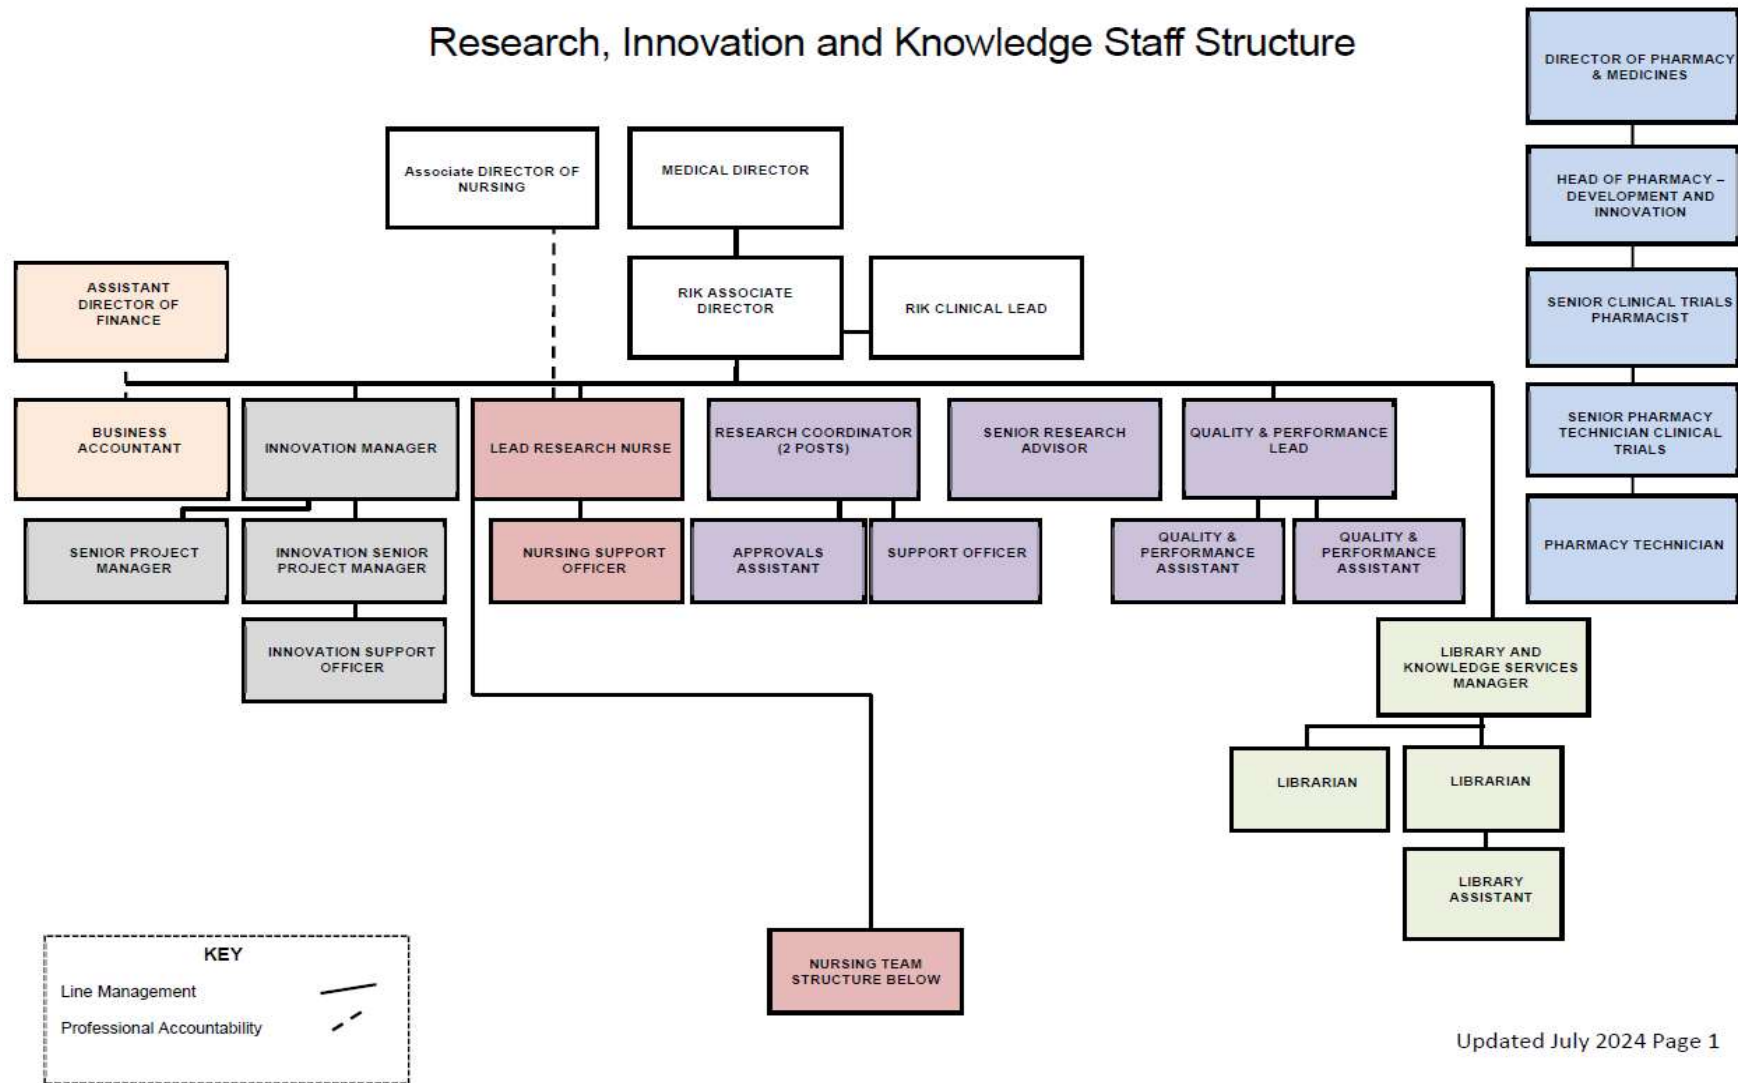 Research, Innovation and Knowledge Staff Structure
DIRECTOR OF PHARMACY
& MEDICINES
Associate DIRECTOR OF
NURSING
MEDICAL DIRECTOR
HEAD OF PHARMACY –
DEVELOPMENT AND
INNOVATION
ASSISTANT
DIRECTOR OF
FINANCE
RIK ASSOCIATE
DIRECTOR
RIK CLINICAL LEAD
SENIOR CLINICAL TRIALS
PHARMACIST
BUSINESS
ACCOUNTANT
INNOVATION MANAGER
LEAD RESEARCH NURSE
RESEARCH COORDINATOR
(2 POSTS)
SENIOR RESEARCH
ADVISOR
QUALITY & PERFORMANCE
LEAD
SENIOR PHARMACY
TECHNICIAN CLINICAL
TRIALS
SENIOR PROJECT
MANAGER
INNOVATION SENIOR
PROJECT MANAGER
NURSING SUPPORT
OFFICER
APPROVALS
ASSISTANT
SUPPORT OFFICER
QUALITY &
PERFORMANCE
ASSISTANT
QUALITY &
PERFORMANCE
ASSISTANT
PHARMACY TECHNICIAN
INNOVATION SUPPORT
OFFICER
LIBRARY AND
KNOWLEDGE SERVICES
MANAGER
LIBRARIAN
LIBRARIAN
LIBRARY
ASSISTANT
NURSING TEAM
STRUCTURE BELOW
KEY
Line Management
Professional Accountability
Updated July 2024 Page 1